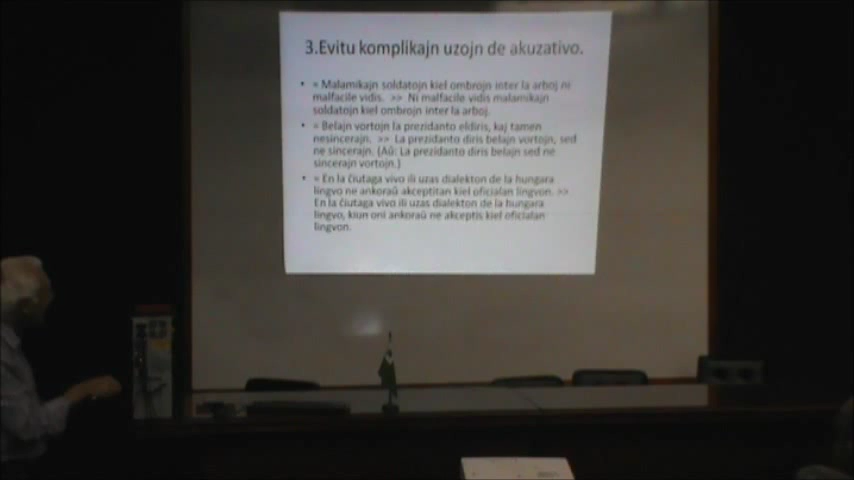 3.Evitu komplikajn uzojn de akuzativo.
• = Malamikajn soldatojn kiel ombrojn inter la arboj ni
malfacile vidis. >> Ni malfacile vidis malamikajn
soldatojn kiel ombrojn inter la arboj.
• = Belajn vortojn la prezidanto eldiris, kaj tamen
nesincerajn. >> La prezidanto diris belajn vortojn, sed
ne sincerajn. (Aŭ: La prezidanto diris belajn sed ne
sincerajn vortojn.)
• = En la ĉiutaga vivo ili uzas dialekton de la hungara
lingvo ne ankoraŭ akceptitan kiel oficialan lingvon. >>
En la ĉiutaga vivo ili uzas dialekton de la hungara
lingvo, kiun oni ankoraŭ ne akceptis kiel oficialan
lingvon.